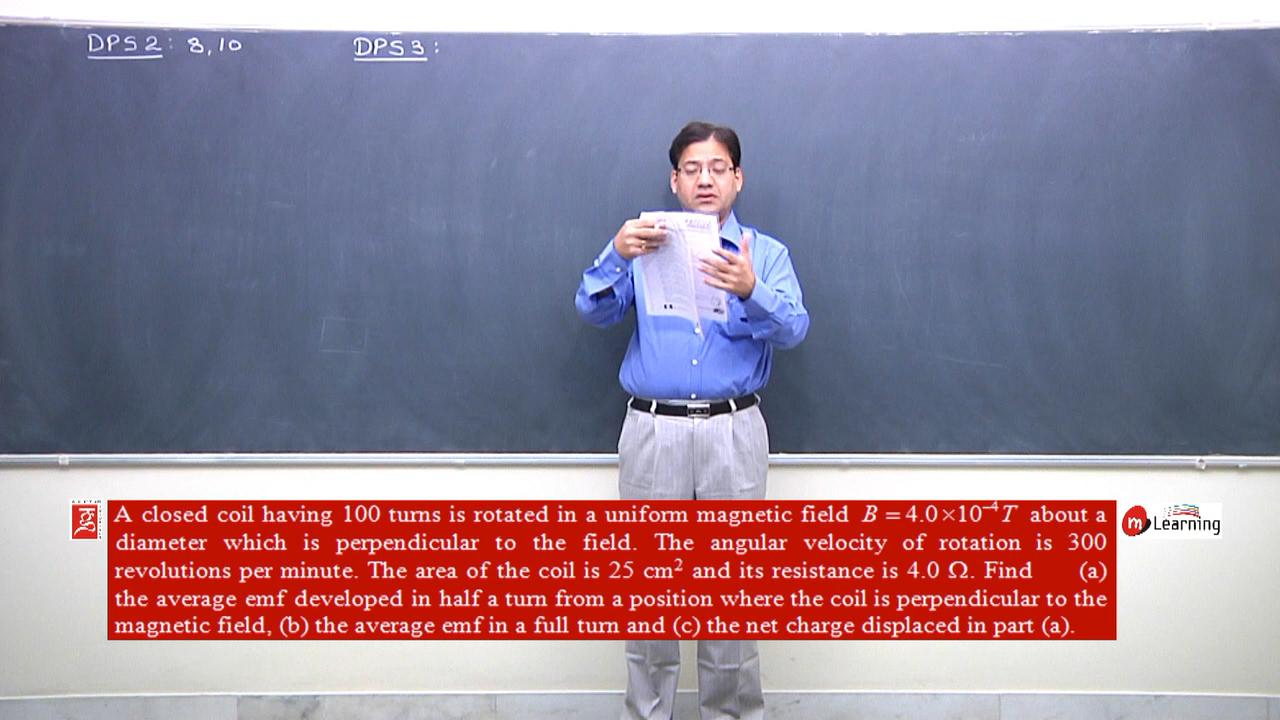 DPS 2 : 8, 10 DPS 3 :
A closed coil having 100 turns is rotated in a uniform magnetic field B = 4.0×10⁻⁴T about a
diameter which is perpendicular to the field. The angular velocity of rotation is 300
revolutions per minute. The area of the coil is 25 cm² and its resistance is 4.0 Ω. Find (a)
the average emf developed in half a turn from a position where the coil is perpendicular to the
magnetic field, (b) the average emf in a full turn and (c) the net charge displaced in part (a).
m Learning